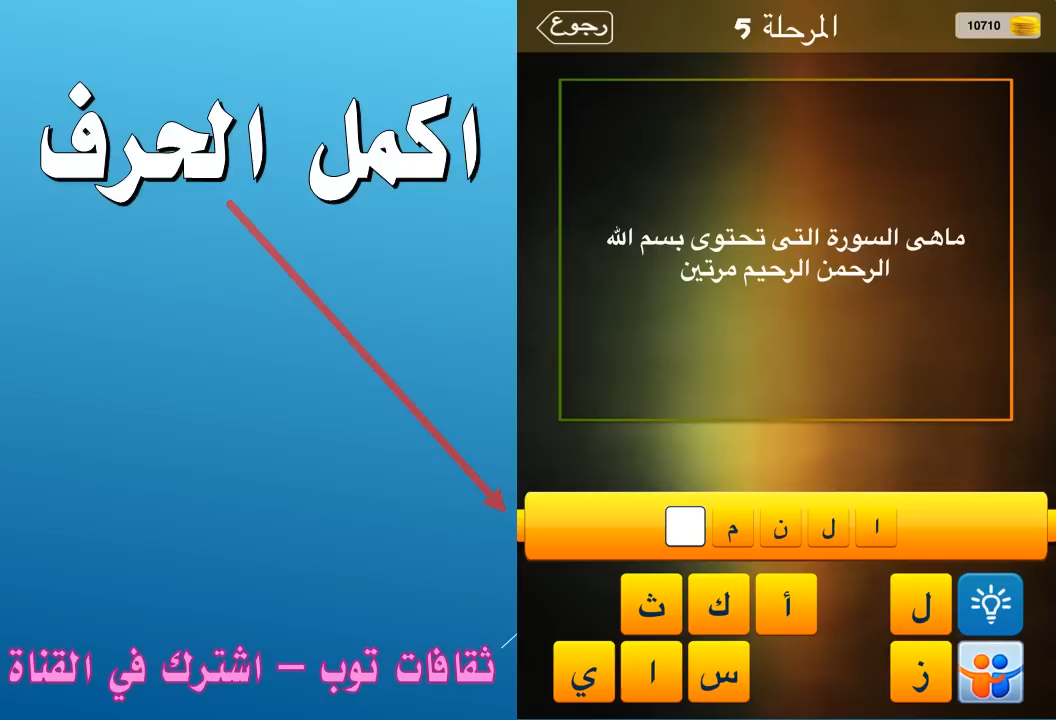 اكمل الحرف
ثقافات توب – اشترك في القناة
رجوع
المرحلة 5
10710
ماهى السورة التى تحتوى بسم الله
الرحمن الرحيم مرتين
ا ل ن م
ل أ ك ث
ز س ا ي